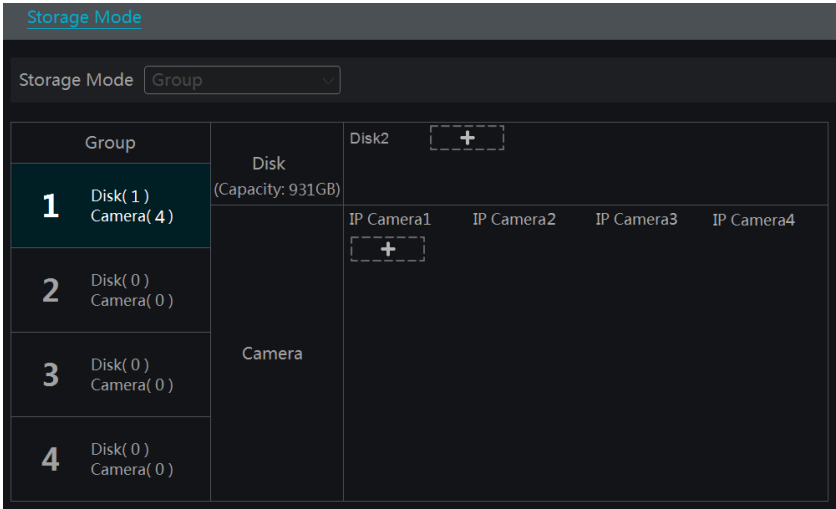 Storage Mode
Storage Mode Group
Group
Disk
(Capacity: 931GB)
Disk2 +
1 Disk( 1 )
Camera( 4 )
IP Camera1 IP Camera2 IP Camera3 IP Camera4
+
2 Disk( 0 )
Camera( 0 )
Camera
3 Disk( 0 )
Camera( 0 )
4 Disk( 0 )
Camera( 0 )